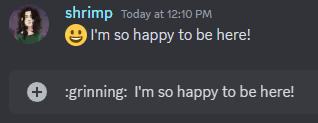 shrimp Today at 12:10 PM
😀 I'm so happy to be here!
:grinning: I'm so happy to be here!